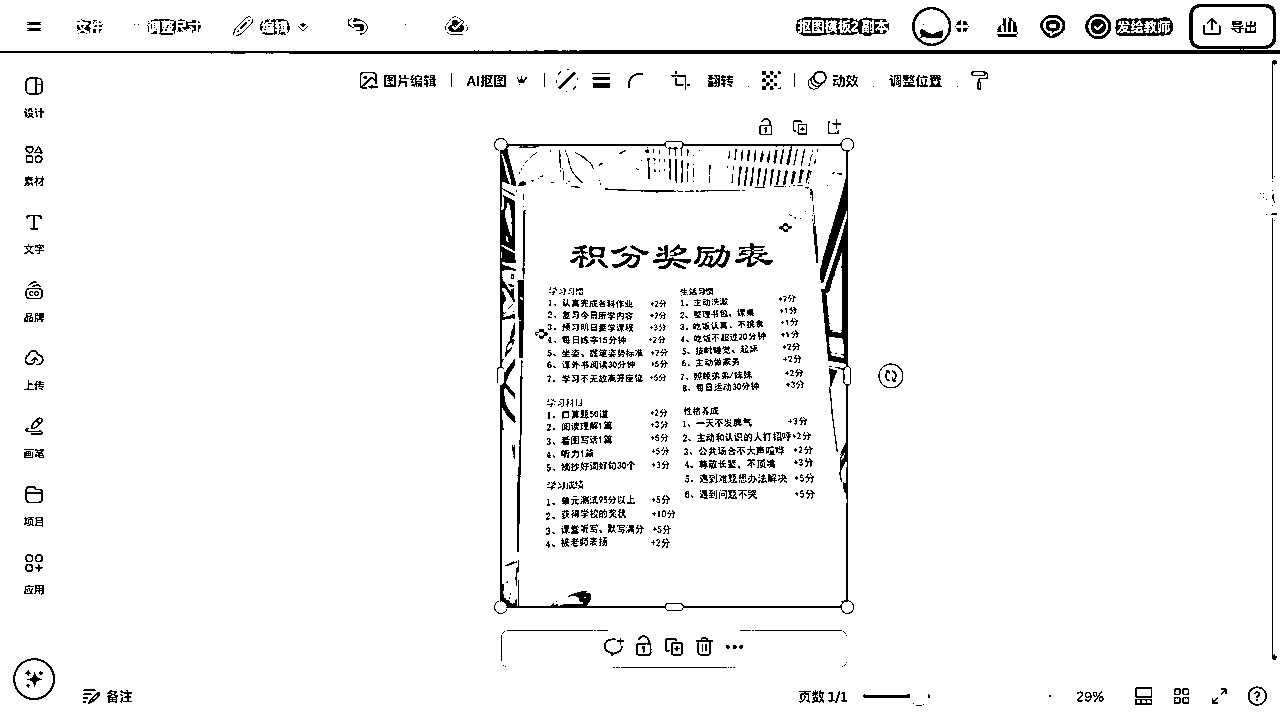 文件
调整尺寸
编辑
抠图模板2 副本
发给教师
导出
图片编辑
AI抠图
翻转
动效
调整位置
设计
素材
文字
品牌
上传
画笔
项目
应用
积分奖励表
学习习惯
1、认真完成各科作业 +2分
2、复习今日所学内容 +2分
3、预习明日要学课程 +3分
4、每日练字15分钟 +2分
5、坐姿、握笔姿势标准 +2分
6、课外书阅读30分钟 +5分
7、学习不无故离开座位 +5分
学习科目
1、口算题50道 +2分
2、阅读理解1篇 +3分
3、看图写话1篇 +5分
4、听力1篇 +5分
5、摘抄好词好句30个 +3分
学习成绩
1、单元测试95分以上 +5分
2、获得学校的奖状 +10分
3、课堂听写、默写满分 +5分
4、被老师表扬 +2分
生活习惯
1、主动洗漱 +2分
2、整理书包、课桌 +1分
3、吃饭认真、不挑食 +1分
4、吃饭不超过20分钟 +1分
5、按时睡觉、起床 +2分
6、主动做家务 +2分
7、照顾弟弟/妹妹 +2分
8、每日运动30分钟 +3分
性格养成
1、一天不发脾气 +3分
2、主动和认识的人打招呼+2分
3、公共场合不大声喧哗 +2分
4、尊敬长辈、不顶嘴 +3分
5、遇到难题想办法解决 +5分
6、遇到问题不哭 +5分
备注
页数 1/1
29%